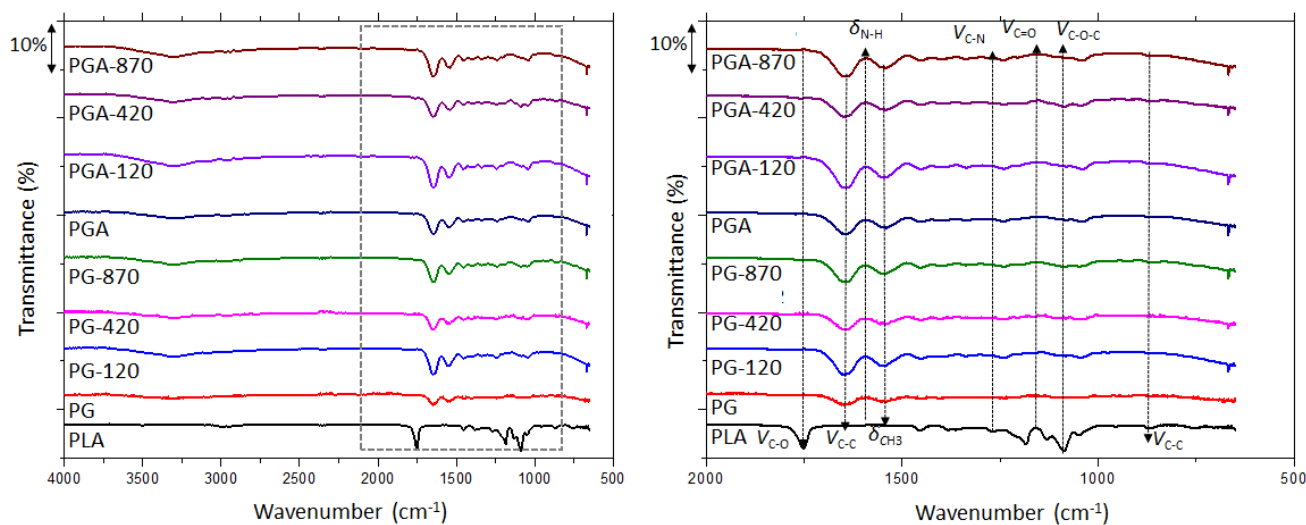 10%
PGA-870
PGA-420
PGA-120
PGA
PG-870
PG-420
PG-120
PG
PLA
Transmittance (%)
4000 3500 3000 2500 2000 1500 1000 500
Wavenumber (cm⁻¹)
10%
δN-H
VC-N
VC=O
VC-O-C
PGA-870
PGA-420
PGA-120
PGA
PG-870
PG-420
PG-120
PG
PLA
VC-O
VC-C
δCH3
VC-C
Transmittance (%)
2000 1500 1000 500
Wavenumber (cm⁻¹)